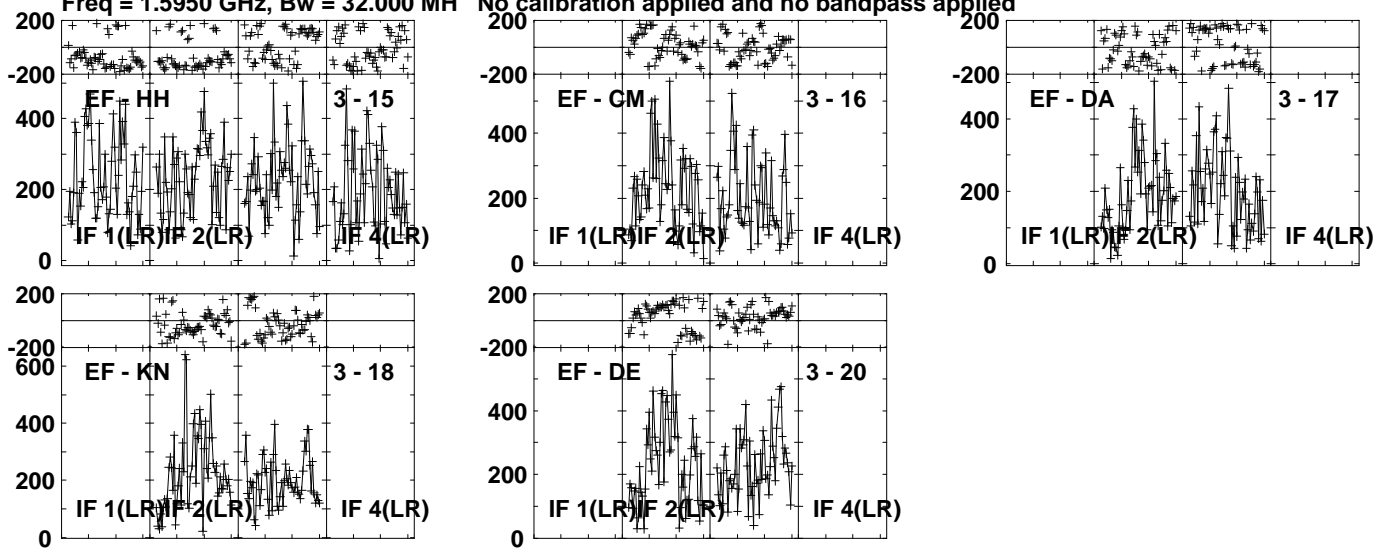 Freq = 1.5950 GHz, Bw = 32.000 MH No calibration applied and no bandpass applied
200
-200
EF - HH 3 - 15
400
200
0
IF 1(LR) IF 2(LR) IF 4(LR)
200
-200
EF - CM 3 - 16
400
200
0
IF 1(LR) IF 2(LR) IF 4(LR)
200
-200
EF - DA 3 - 17
400
200
0
IF 1(LR) IF 2(LR) IF 4(LR)
200
-200
600
EF - KN 3 - 18
400
200
0
IF 1(LR) IF 2(LR) IF 4(LR)
200
-200
EF - DE 3 - 20
400
200
0
IF 1(LR) IF 2(LR) IF 4(LR)